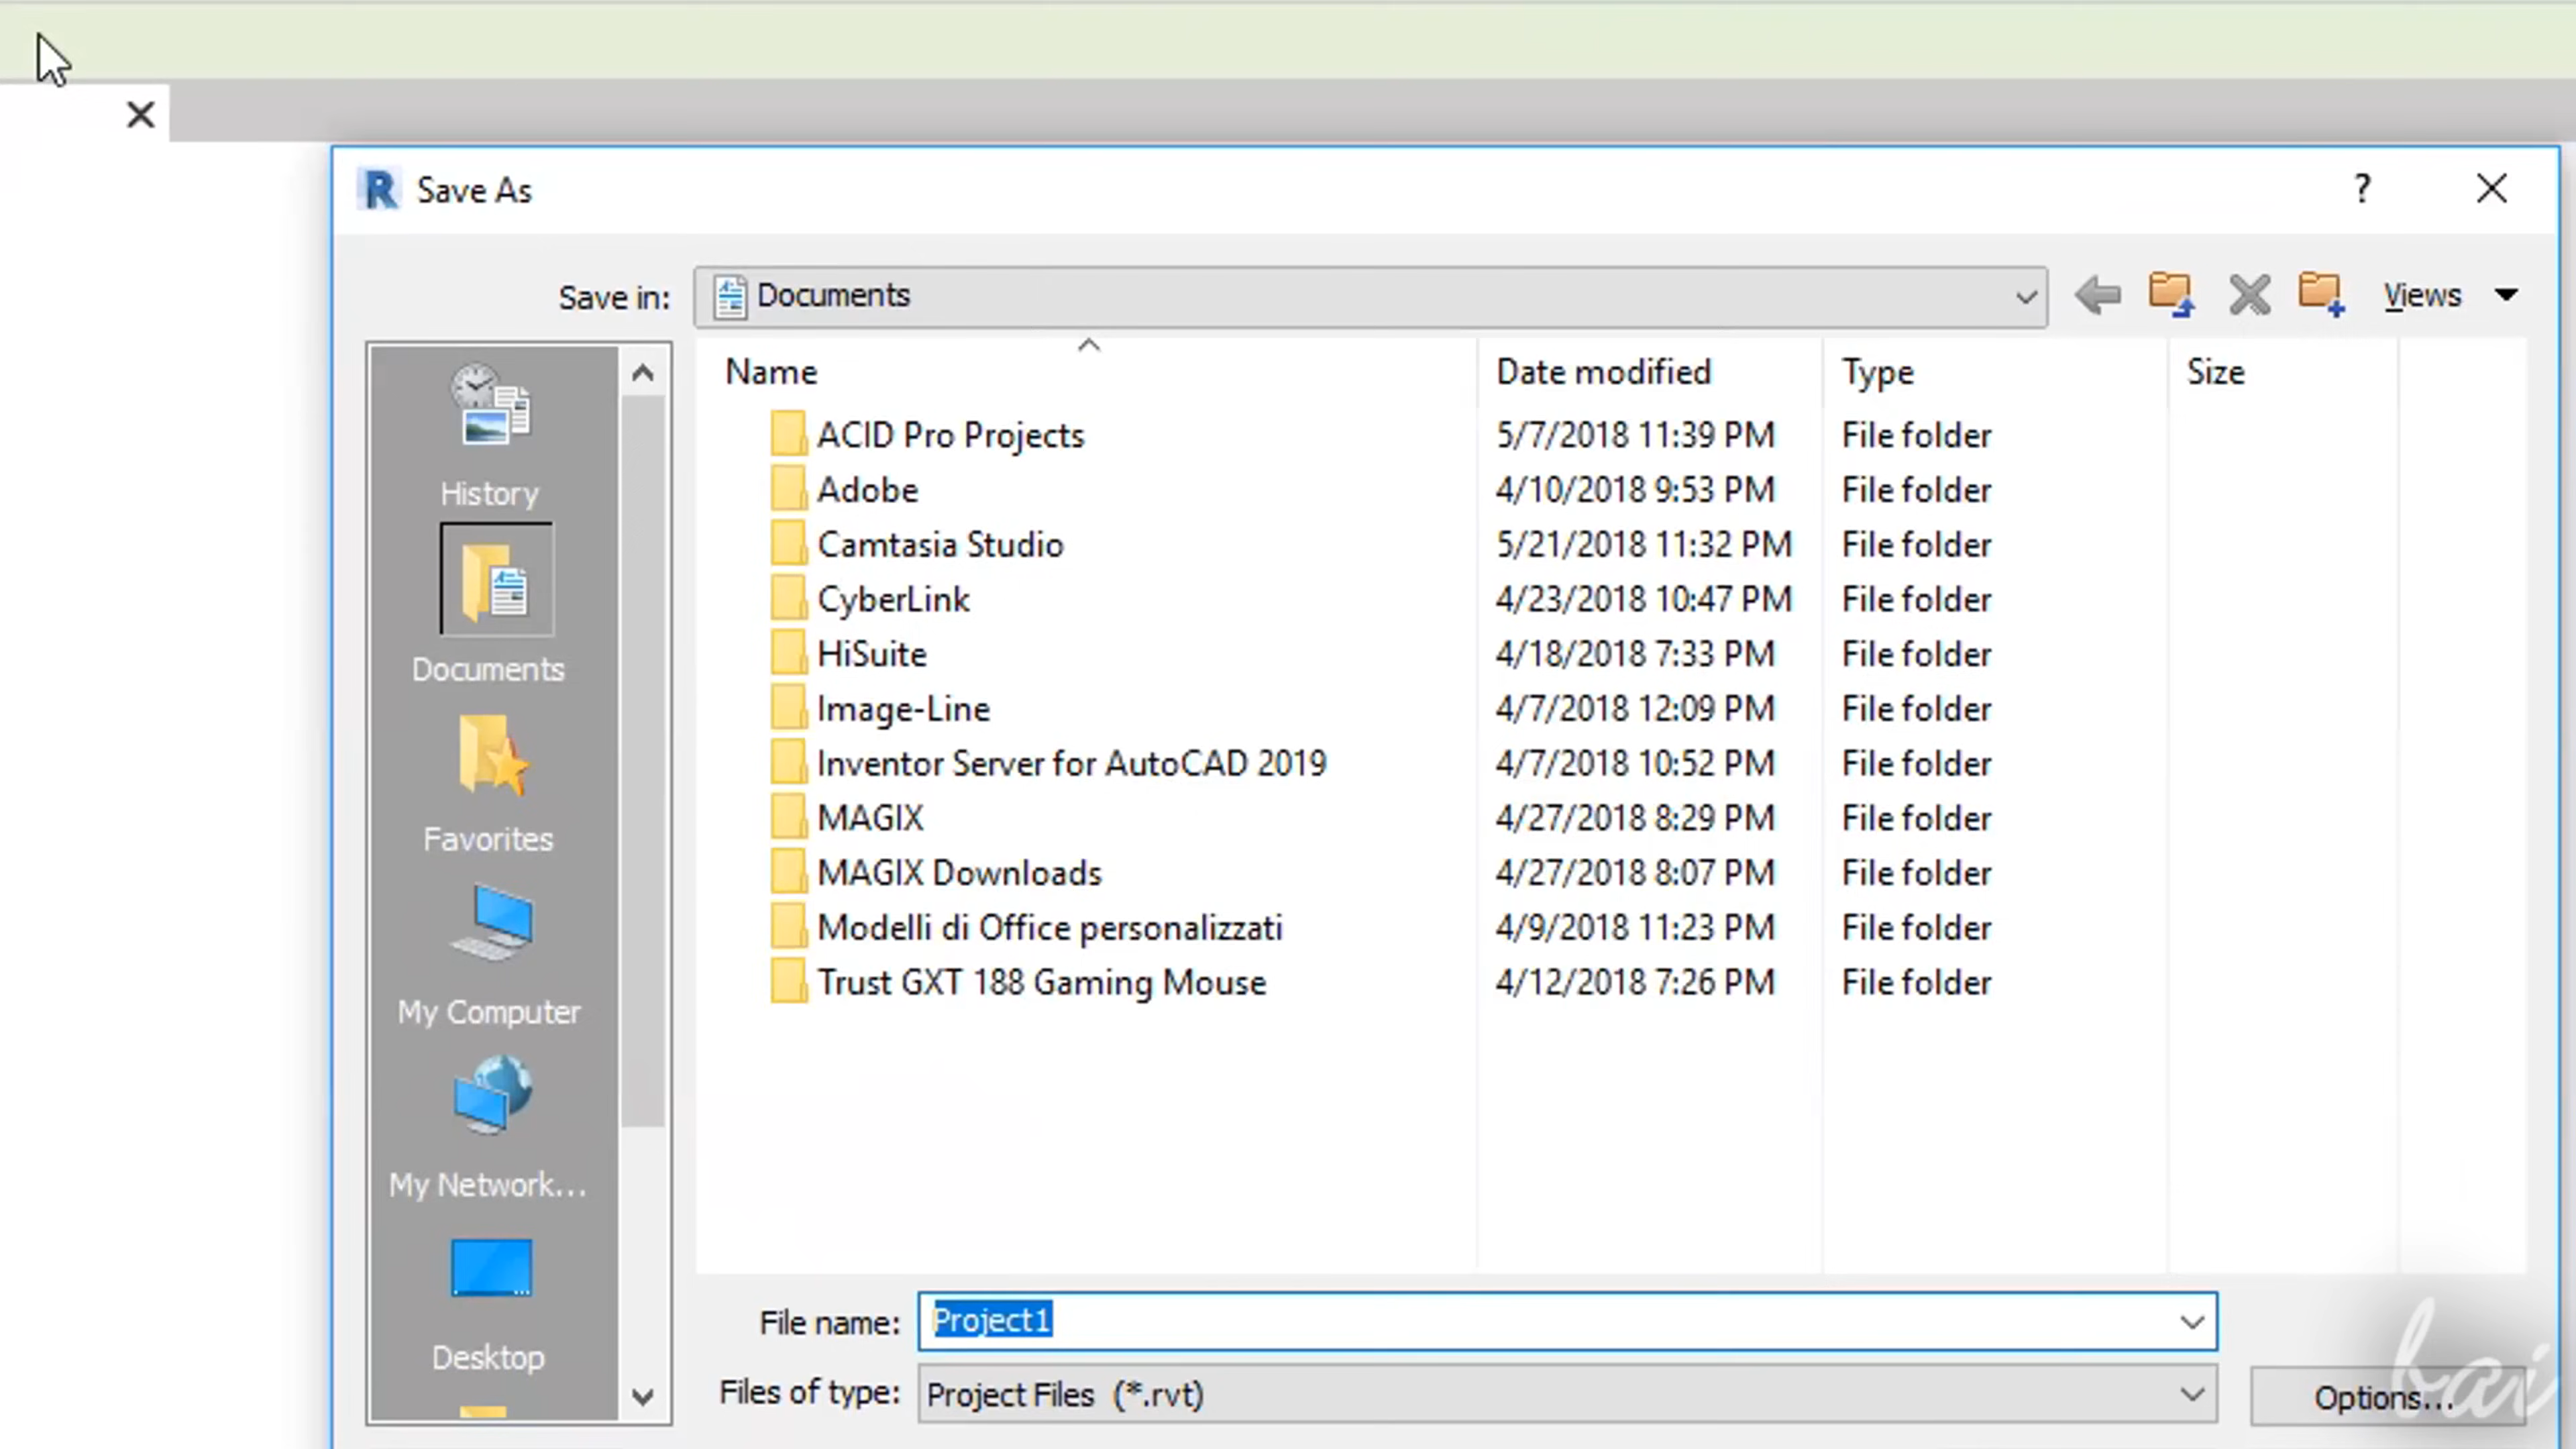 R Save As ?
Save in: Documents Views
Name Date modified Type Size
ACID Pro Projects 5/7/2018 11:39 PM File folder
Adobe 4/10/2018 9:53 PM File folder
Camtasia Studio 5/21/2018 11:32 PM File folder
CyberLink 4/23/2018 10:47 PM File folder
HiSuite 4/18/2018 7:33 PM File folder
Image-Line 4/7/2018 12:09 PM File folder
Inventor Server for AutoCAD 2019 4/7/2018 10:52 PM File folder
MAGIX 4/27/2018 8:29 PM File folder
MAGIX Downloads 4/27/2018 8:07 PM File folder
Modelli di Office personalizzati 4/9/2018 11:23 PM File folder
Trust GXT 188 Gaming Mouse 4/12/2018 7:26 PM File folder
History
Documents
Favorites
My Computer
My Network...
Desktop
File name: Project1
Files of type: Project Files (*.rvt)
Options...
bai